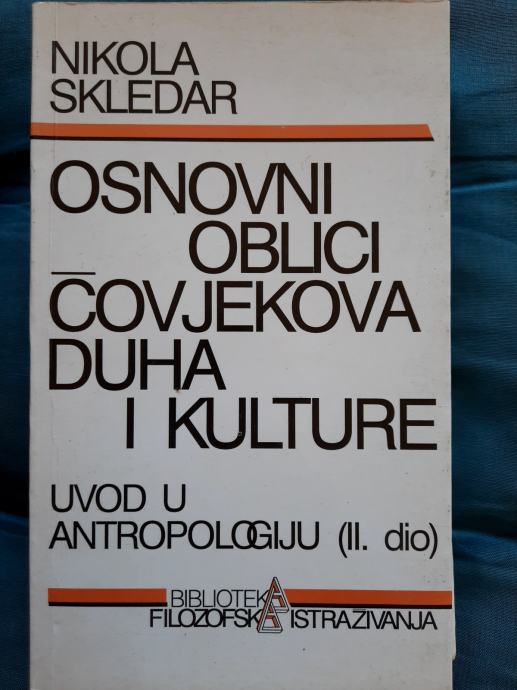 NIKOLA
SKLEDAR
OSNOVNI
OBLICI
ČOVJEKOVA
DUHA
I KULTURE
UVOD U
ANTROPOLOGIJU (II. dio)
BIBLIOTEKA
FILOZOFSKA ISTRAŽIVANJA